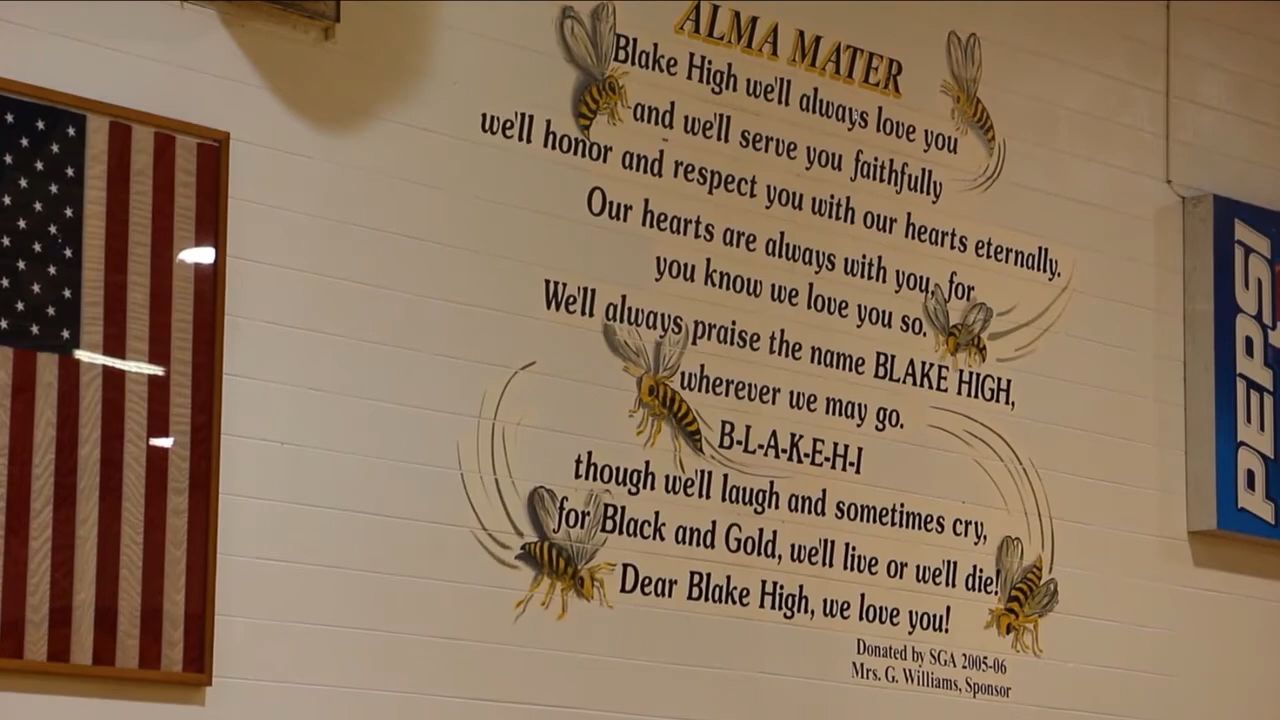 ALMA MATER
Blake High we'll always love you
and we'll serve you faithfully
we'll honor and respect you with our hearts eternally.
Our hearts are always with you, for
you know we love you so.
We'll always praise the name BLAKE HIGH,
wherever we may go.
B-L-A-K-E-H-I
though we'll laugh and sometimes cry,
for Black and Gold, we'll live or we'll die!
Dear Blake High, we love you!
Donated by SGA 2005-06
Mrs. G. Williams, Sponsor
PEPSI